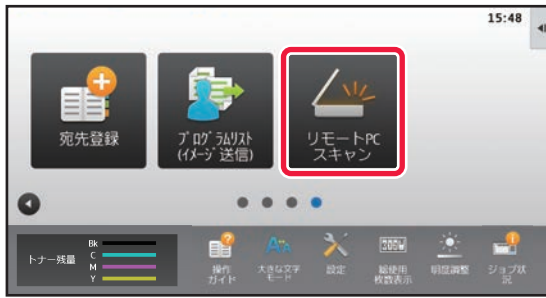 15:48
宛先登録
ﾌﾟﾛｸﾞﾗﾑﾘｽﾄ
(ｲﾒｰｼﾞ送信)
リモートPC
スキャン
トナー残量
Bk
C
M
Y
操作
ガイド
大きな文字
モード
設定
総使用
枚数表示
明度調整
ジョブ状
況